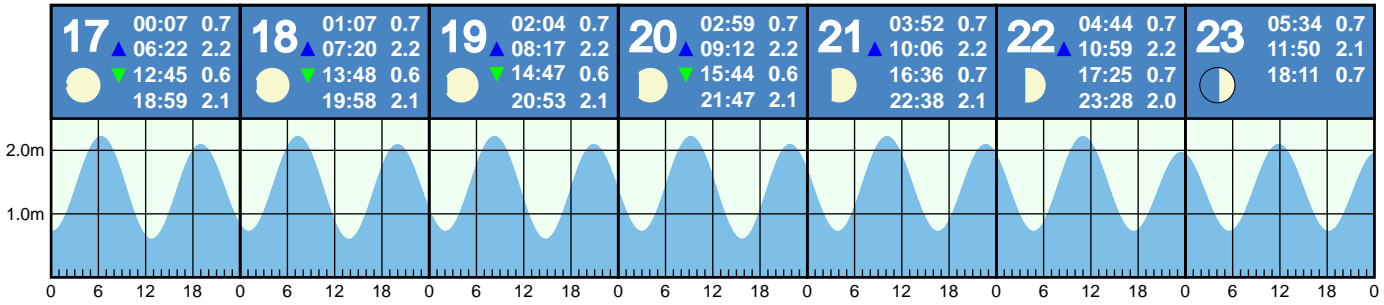 17 00:07 0.7
▲ 06:22 2.2
▼ 12:45 0.6
18:59 2.1
18 01:07 0.7
▲ 07:20 2.2
▼ 13:48 0.6
19:58 2.1
19 02:04 0.7
▲ 08:17 2.2
▼ 14:47 0.6
20:53 2.1
20 02:59 0.7
▲ 09:12 2.2
▼ 15:44 0.6
21:47 2.1
21 03:52 0.7
▲ 10:06 2.2
16:36 0.7
22:38 2.1
22 04:44 0.7
▲ 10:59 2.2
17:25 0.7
23:28 2.0
23 05:34 0.7
11:50 2.1
18:11 0.7
2.0m
1.0m
0 6 12 18 0 6 12 18 0 6 12 18 0 6 12 18 0 6 12 18 0 6 12 18 0 6 12 18 0